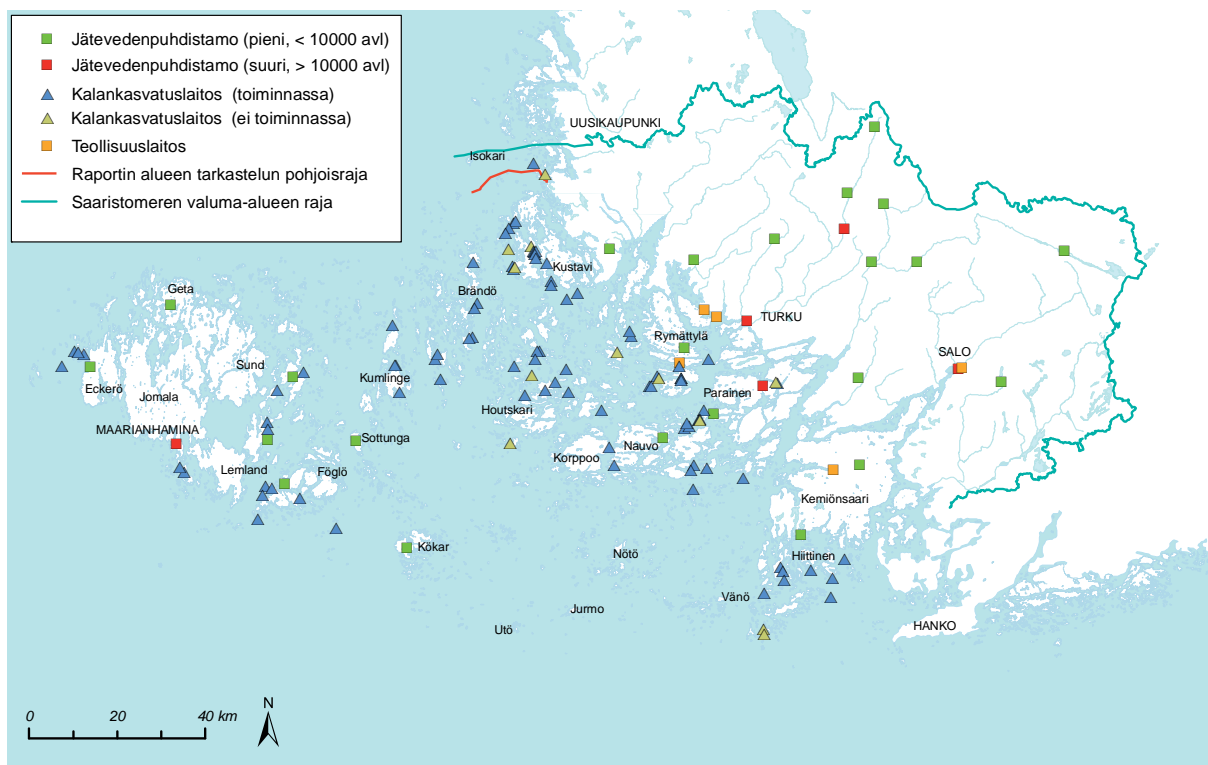 Jätevedenpuhdistamo (pieni, < 10000 avl)
Jätevedenpuhdistamo (suuri, > 10000 avl)
Kalankasvatuslaitos (toiminnassa)
Kalankasvatuslaitos (ei toiminnassa)
Teollisuuslaitos
Raportin alueen tarkastelun pohjoisraja
Saaristomeren valuma-alueen raja
UUSIKAUPUNKI
Isokari
Kustavi
Geta
Brändö
TURKU
Rymättylä
SALO
Sund
Eckerö
Kumlinge
Jomala
Parainen
Houtskari
MAARIANHAMINA
Sottunga
Nauvo
Korppoo
Lemland
Föglö
Kemiönsaari
Kökar
Nötö
Hiittinen
Vänö
Jurmo
Utö
HANKO
N
0 20 40 km